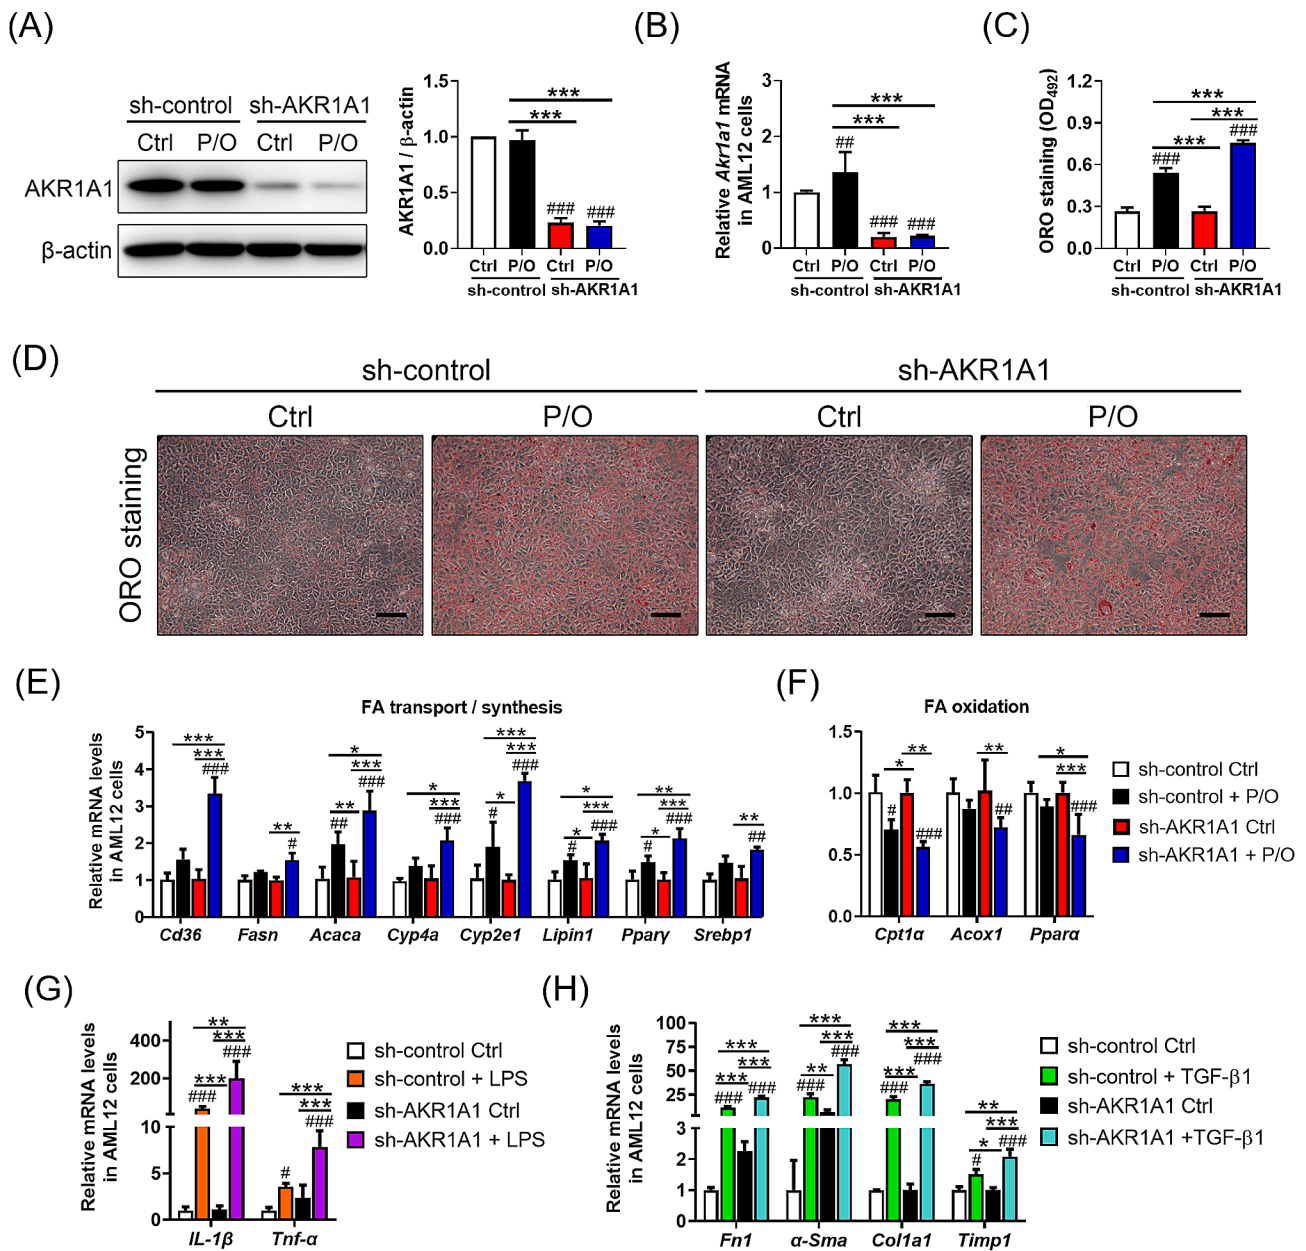 (A)
sh-control sh-AKR1A1
Ctrl P/O Ctrl P/O
AKR1A1
β-actin
AKR1A1 / β-actin
1.5
1.0
0.5
0.0
***
***
### ###
Ctrl P/O Ctrl P/O
sh-control sh-AKR1A1
(B)
Relative Akr1a1 mRNA
in AML12 cells
3
2
1
0
***
***
##
### ###
Ctrl P/O Ctrl P/O
sh-control sh-AKR1A1
(C)
ORO staining (OD492)
1.2
0.9
0.6
0.3
0.0
***
***
***
###
###
Ctrl P/O Ctrl P/O
sh-control sh-AKR1A1
(D)
sh-control sh-AKR1A1
Ctrl P/O Ctrl P/O
ORO staining
(E)
FA transport / synthesis
Relative mRNA levels
in AML12 cells
5
4
3
2
1
0
***
***
###
**
#
*
***
###
**
##
*
***
###
***
***
###
*
#
*
***
###
*
#
**
***
###
*
#
**
##
Cd36 Fasn Acaca Cyp4a Cyp2e1 Lipin1 Pparγ Srebp1
(F)
FA oxidation
1.5
1.0
0.5
0.0
**
*
#
###
**
##
*
***
###
Cpt1α Acox1 Pparα
sh-control Ctrl
sh-control + P/O
sh-AKR1A1 Ctrl
sh-AKR1A1 + P/O
(G)
Relative mRNA levels
in AML12 cells
400
200
10
5
0
**
***
###
***
###
***
***
###
#
IL-1β Tnf-α
sh-control Ctrl
sh-control + LPS
sh-AKR1A1 Ctrl
sh-AKR1A1 + LPS
(H)
Relative mRNA levels
in AML12 cells
100
75
50
25
3
2
1
0
***
***
***
### ###
***
***
###
**
###
***
***
###
***
###
**
***
###
*
#
Fn1 α-Sma Col1a1 Timp1
sh-control Ctrl
sh-control + TGF-β1
sh-AKR1A1 Ctrl
sh-AKR1A1 +TGF-β1